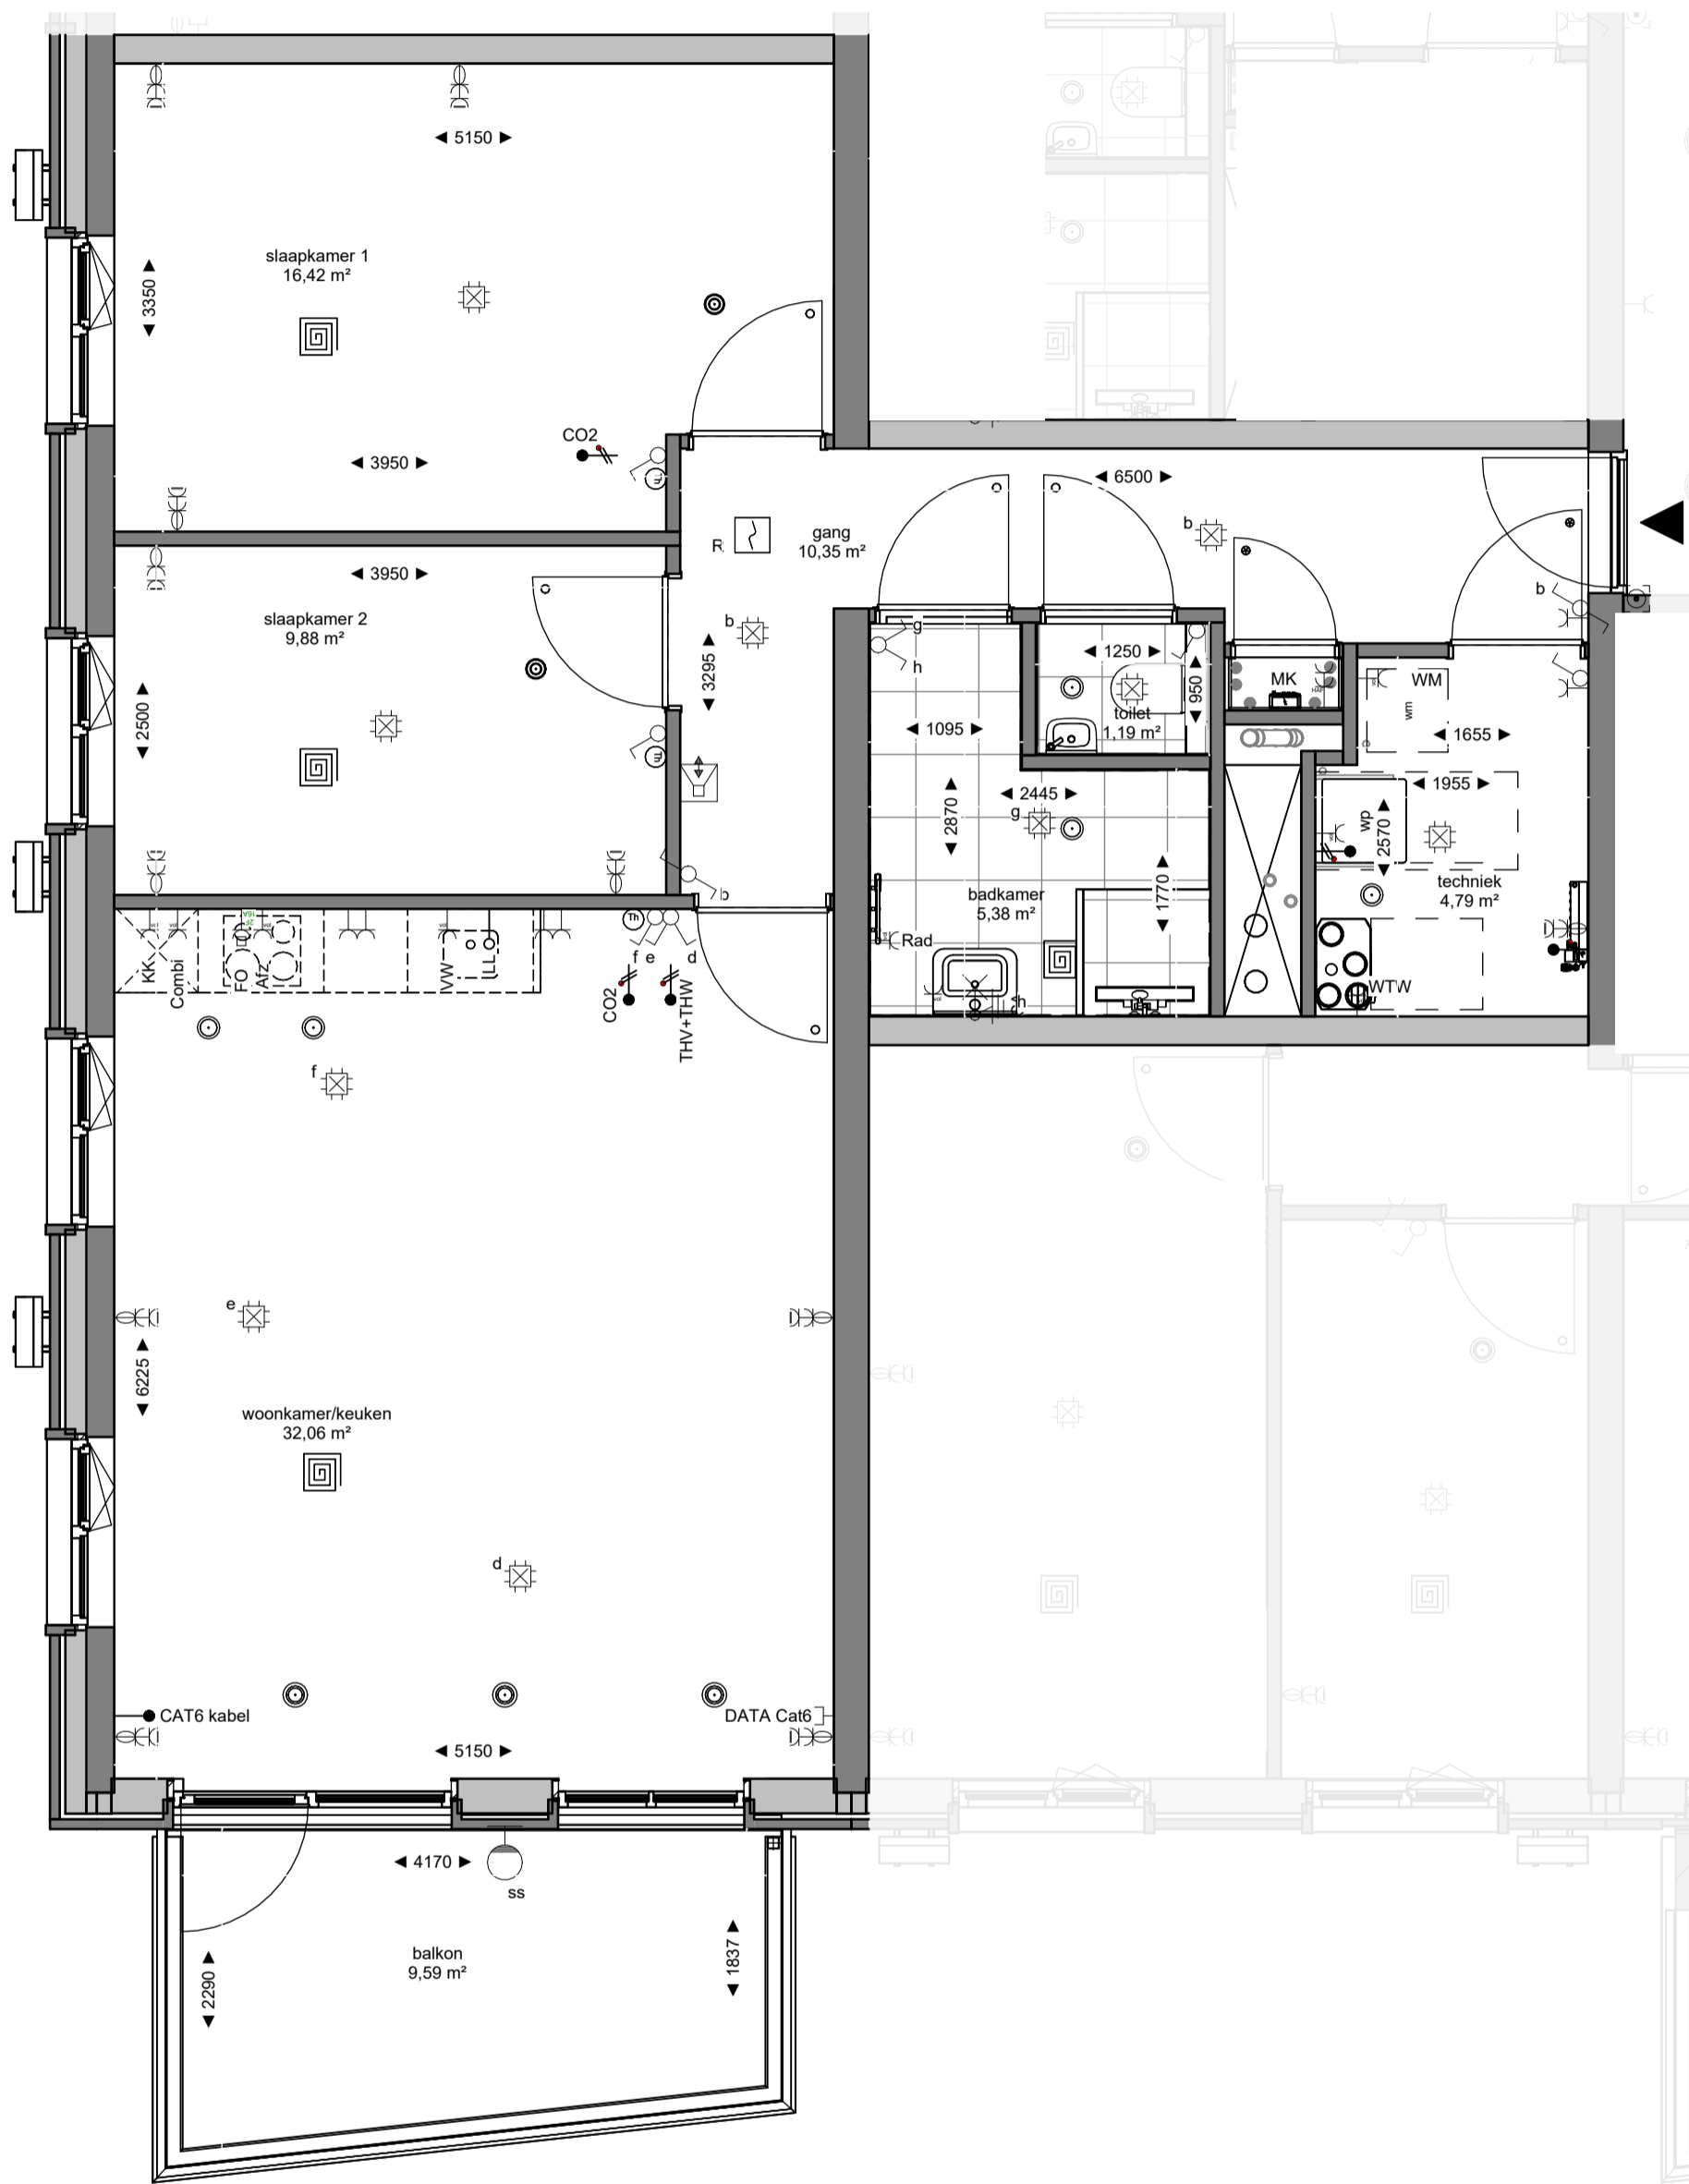 5150
slaapkamer 1
16,42 m²
3350
CO2
3950
Th
6500
b
R
gang
10,35 m²
3950
slaapkamer 2
9,88 m²
b
b
g
h
3295
2500
1250
950
toilet
1,19 m²
MK
WM
wm
1095
1655
1955
Th
2445
g
2870
wp
2570
1770
badkamer
5,38 m²
techniek
4,79 m²
b
KK
Combi
FO
Afz
VW
LL
Th
f
e
d
Rad
CO2
THV+THW
h
WTW
f
e
6225
woonkamer/keuken
32,06 m²
d
CAT6 kabel
DATA Cat6
5150
4170
ss
2290
balkon
9,59 m²
1837